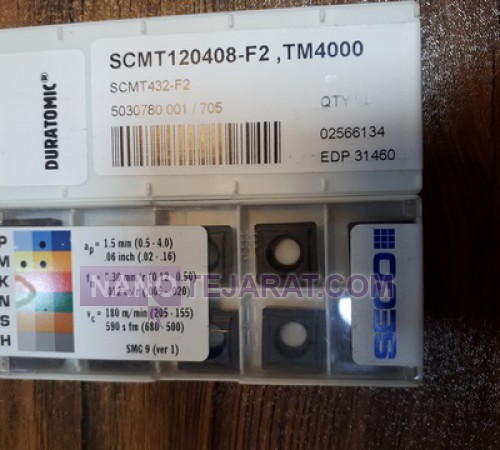 DURATOMIC®
SCMT120408-F2 ,TM4000
SCMT432-F2
5030780 001 / 705
QTY
02566134
EDP 31460
P
M
K
N
S
H
ap = 1.5 mm (0.5 - 4.0)
.06 inch (.02 - .16)
NANOTEJARAT.COM
vc = 180 m/min (205 - 155)
590 s fm (680 - 500)
SMG 9 (ver 1)
SECO